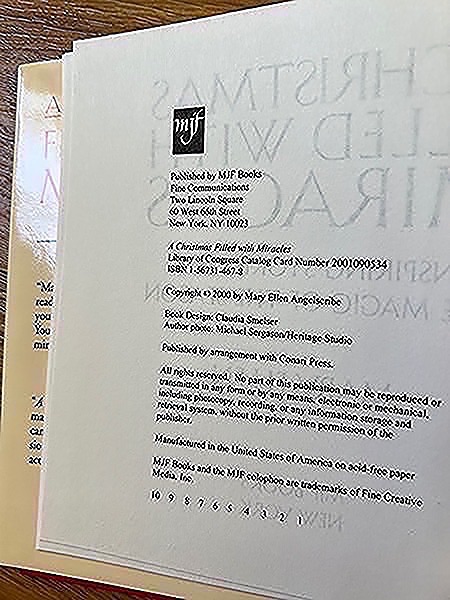 mjf
Published by MJF Books
Fine Communications
Two Lincoln Square
60 West 66th Street
New York, NY 10023
A Christmas Filled with Miracles
Library of Congress Catalog Card Number 2001090534
ISBN 1-56731-467-8
Copyright © 2000 by Mary Ellen Angelscribe
Book Design: Claudia Smelser
Author photo: Michael Sergason/Heritage Studio
Published by arrangement with Conari Press.
All rights reserved. No part of this publication may be reproduced or
transmitted in any form or by any means, electronic or mechanical,
including photocopy, recording, or any information storage and
retrieval system, without the prior written permission of the
publisher.
Manufactured in the United States of America on acid-free paper
MJF Books and the MJF colophon are trademarks of Fine Creative
Media, Inc.
10 9 8 7 6 5 4 3 2 1